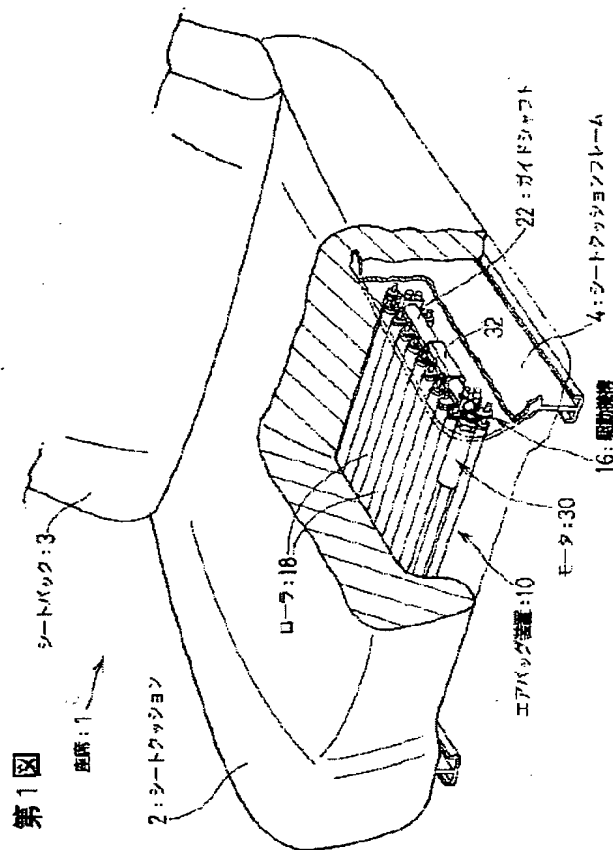 第1図
座席:1
シートバック:3
2:シートクッション
ローラ:18
22:ガイドシャフト
32
4:シートクッションフレーム
16:駆動機構
モータ:30
エアバッグ装置:10